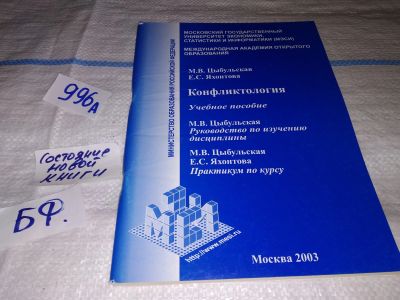 МОСКОВСКИЙ ГОСУДАРСТВЕННЫЙ
УНИВЕРСИТЕТ ЭКОНОМИКИ,
СТАТИСТИКИ И ИНФОРМАТИКИ (МЭСИ)
МЕЖДУНАРОДНАЯ АКАДЕМИЯ ОТКРЫТОГО
ОБРАЗОВАНИЯ
МИНИСТЕРСТВО ОБРАЗОВАНИЯ РОССИЙСКОЙ ФЕДЕРАЦИИ
М.В. Цыбульская
Е.С. Яхонтова
Конфликтология
Учебное пособие
М.В. Цыбульская
Руководство по изучению
дисциплины
М.В. Цыбульская
Е.С. Яхонтова
Практикум по курсу
http://www.mesi.ru
Москва 2003
996А
Состояние
новой
книги
БФ.